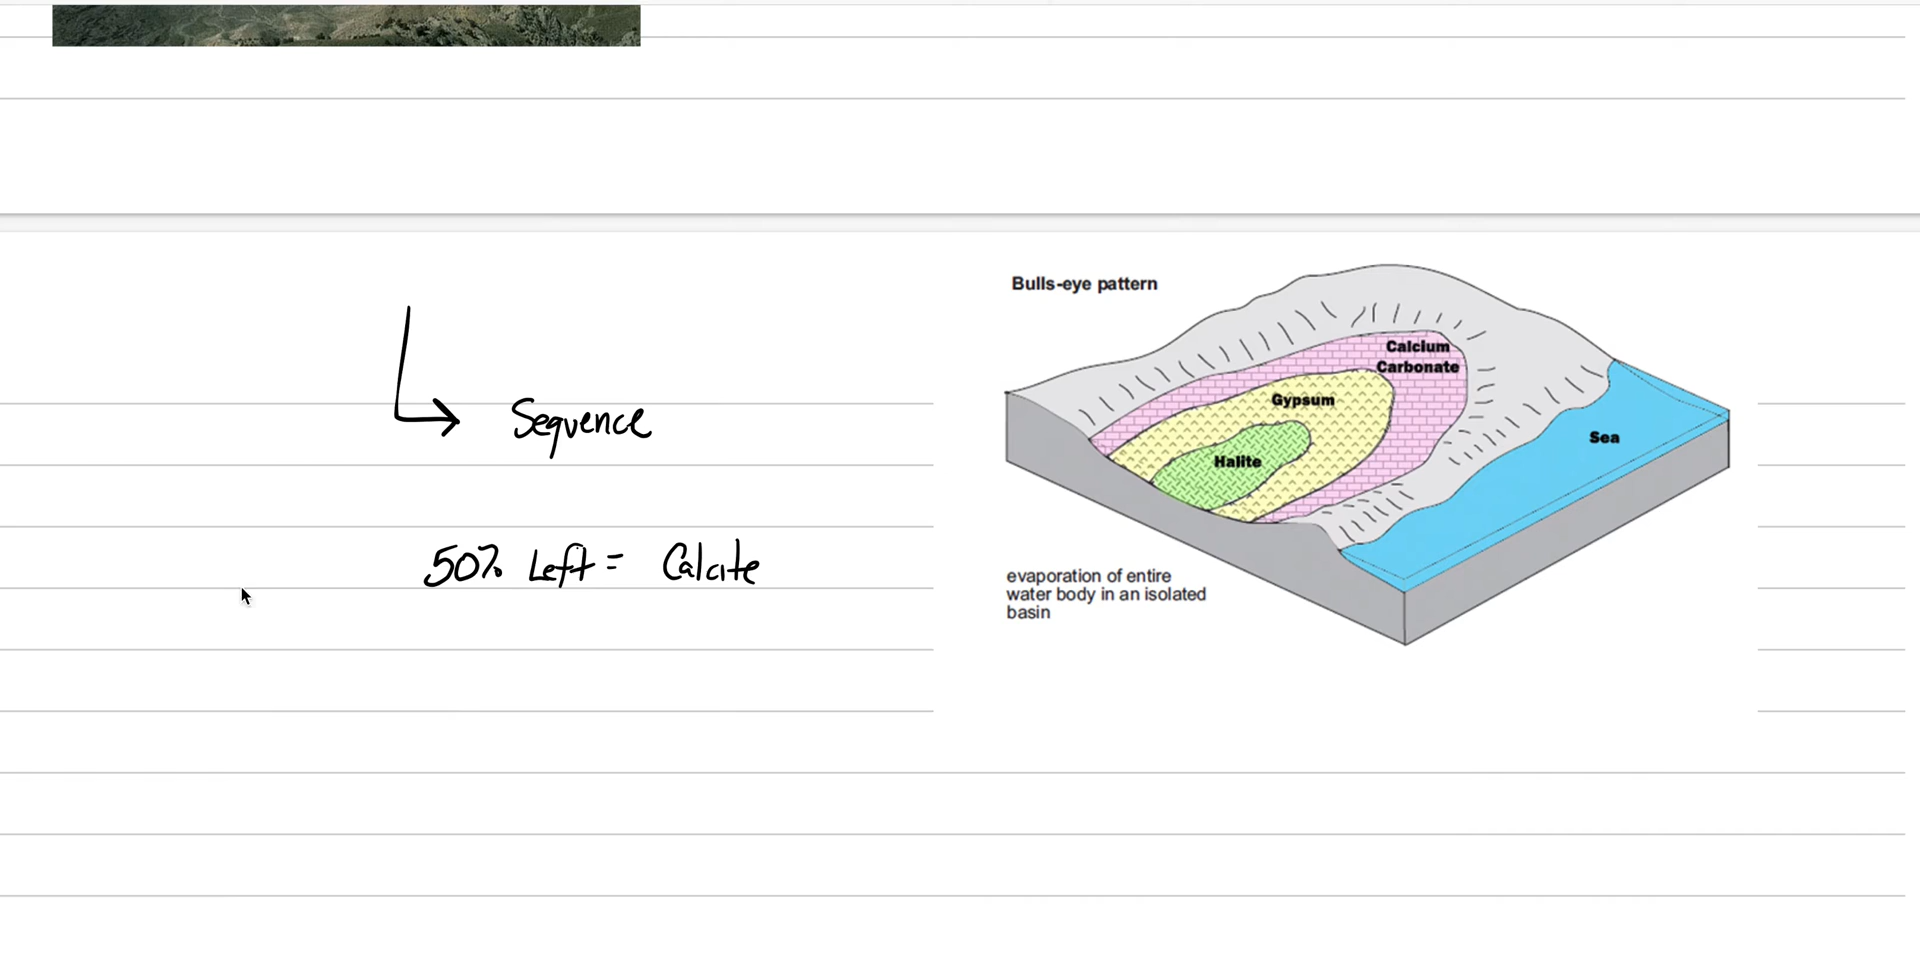 Sequence
50% Left = Calcite
Bulls-eye pattern
Calcium
Carbonate
Gypsum
Halite
Sea
evaporation of entire
water body in an isolated
basin